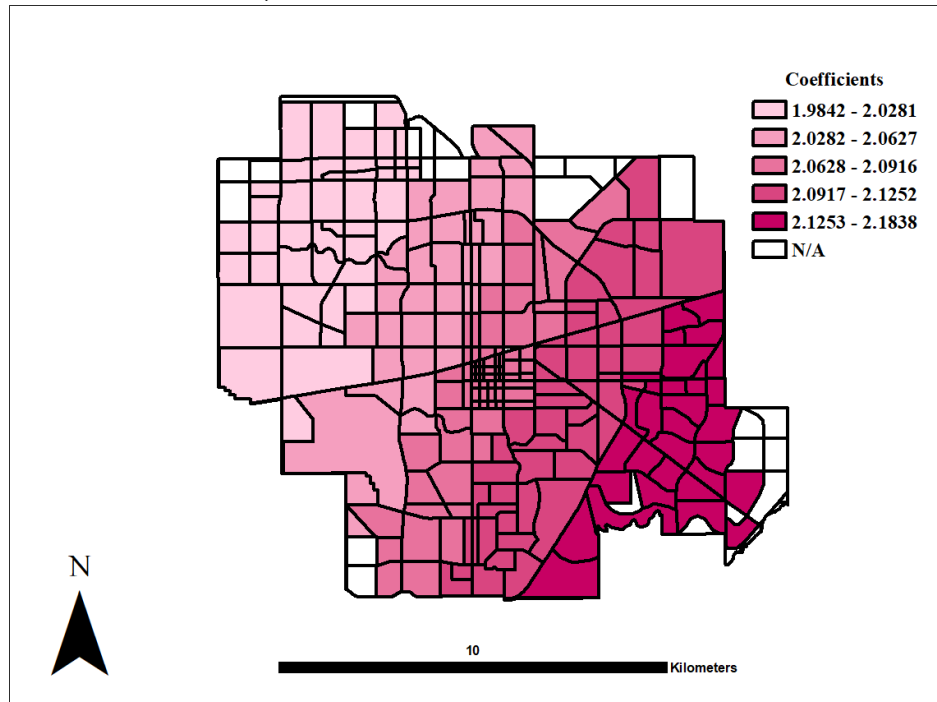 Coefficients
1.9842 - 2.0281
2.0282 - 2.0627
2.0628 - 2.0916
2.0917 - 2.1252
2.1253 - 2.1838
N/A
N
10
Kilometers